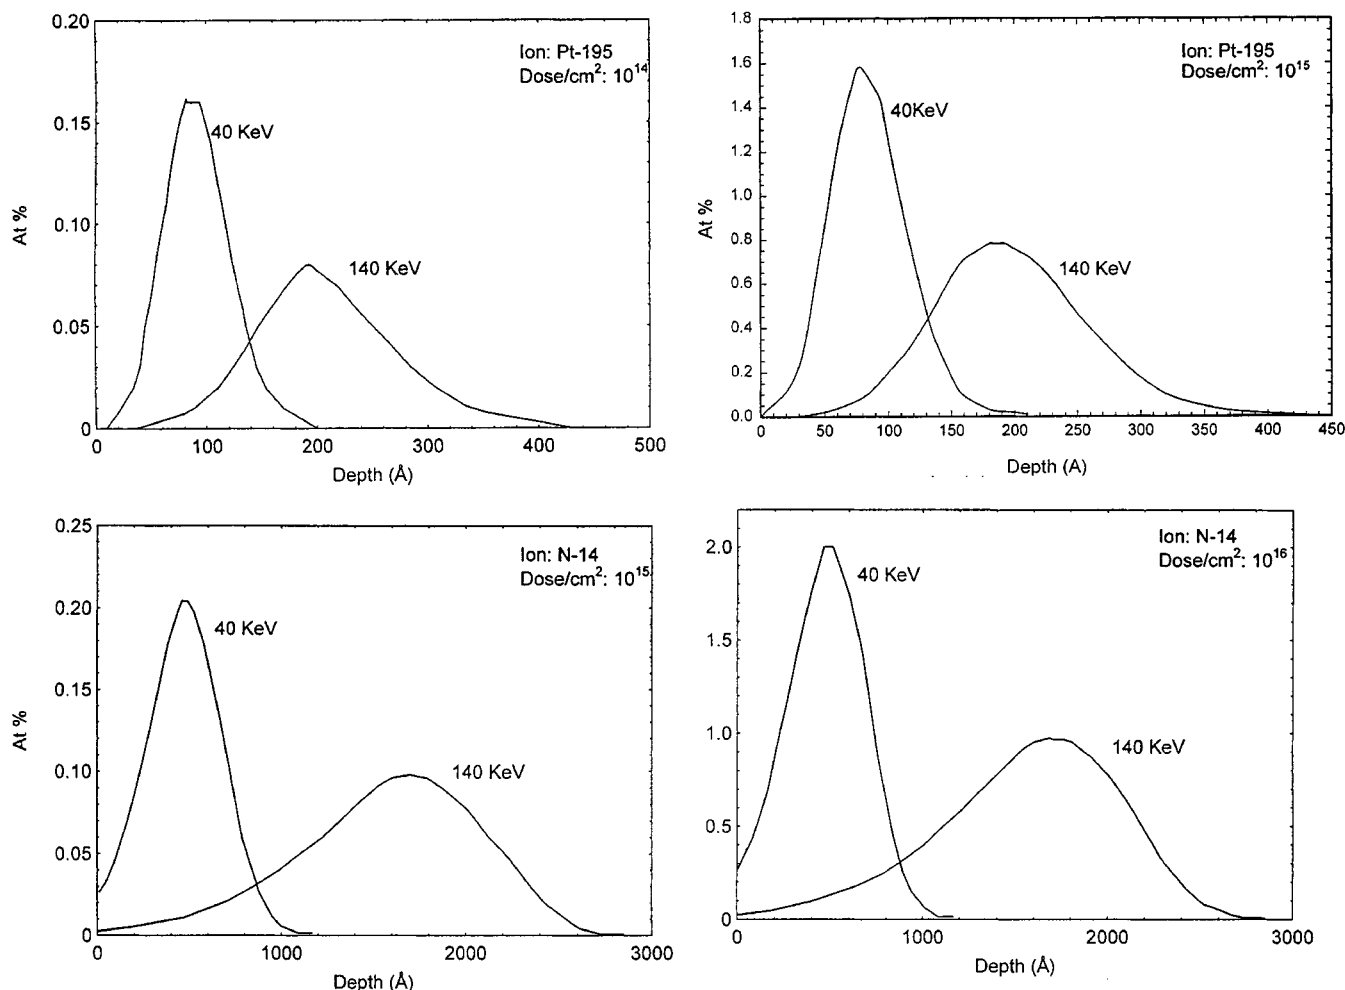 0.20
0.15
0.10
0.05
0
At %
Ion: Pt-195
Dose/cm²: 10¹⁴
40 KeV
140 KeV
0 100 200 300 400 500
Depth (Å)
1.8
1.6
1.4
1.2
1.0
0.8
0.6
0.4
0.2
0.0
At %
Ion: Pt-195
Dose/cm²: 10¹⁵
40KeV
140 KeV
0 50 100 150 200 250 300 350 400 450
Depth (A)
0.25
0.20
0.15
0.10
0.05
0
At %
Ion: N-14
Dose/cm²: 10¹⁵
40 KeV
140 KeV
0 1000 2000 3000
Depth (Å)
2.0
1.5
1.0
0.5
0
Ion: N-14
Dose/cm²: 10¹⁶
40 KeV
140 KeV
0 1000 2000 3000
Depth (Å)